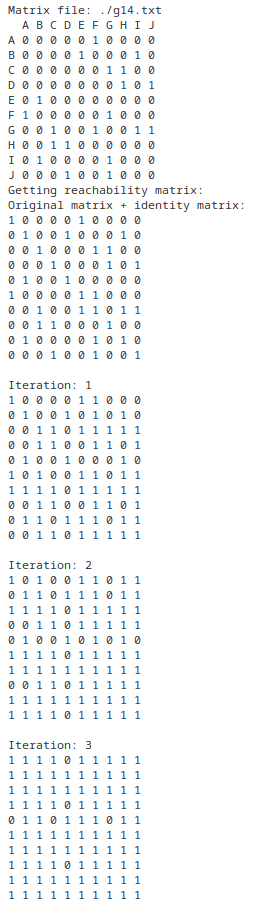 Matrix file: ./g14.txt
A B C D E F G H I J
A 0 0 0 0 0 1 0 0 0 0
B 0 0 0 0 1 0 0 0 1 0
C 0 0 0 0 0 0 1 1 0 0
D 0 0 0 0 0 0 0 1 0 1
E 0 1 0 0 0 0 0 0 0 0
F 1 0 0 0 0 0 1 0 0 0
G 0 0 1 0 0 1 0 0 1 1
H 0 0 1 1 0 0 0 0 0 0
I 0 1 0 0 0 0 1 0 0 0
J 0 0 0 1 0 0 1 0 0 0
Getting reachability matrix:
Original matrix + identity matrix:
1 0 0 0 0 1 0 0 0 0
0 1 0 0 1 0 0 0 1 0
0 0 1 0 0 0 1 1 0 0
0 0 0 1 0 0 0 1 0 1
0 1 0 0 1 0 0 0 0 0
1 0 0 0 0 1 1 0 0 0
0 0 1 0 0 1 1 0 1 1
0 0 1 1 0 0 0 1 0 0
0 1 0 0 0 0 1 0 1 0
0 0 0 1 0 0 1 0 0 1
Iteration: 1
1 0 0 0 0 1 1 0 0 0
0 1 0 0 1 0 1 0 1 0
0 0 1 1 0 1 1 1 1 1
0 0 1 1 0 0 1 1 0 1
0 1 0 0 1 0 0 0 1 0
1 0 1 0 0 1 1 0 1 1
1 1 1 1 0 1 1 1 1 1
0 0 1 1 0 0 1 1 0 1
0 1 1 0 1 1 1 0 1 1
0 0 1 1 0 1 1 1 1 1
Iteration: 2
1 0 1 0 0 1 1 0 1 1
0 1 1 0 1 1 1 0 1 1
1 1 1 1 0 1 1 1 1 1
0 0 1 1 0 1 1 1 1 1
0 1 0 0 1 0 1 0 1 0
1 1 1 1 0 1 1 1 1 1
1 1 1 1 1 1 1 1 1 1
0 0 1 1 0 1 1 1 1 1
1 1 1 1 1 1 1 1 1 1
1 1 1 1 0 1 1 1 1 1
Iteration: 3
1 1 1 1 0 1 1 1 1 1
1 1 1 1 1 1 1 1 1 1
1 1 1 1 1 1 1 1 1 1
1 1 1 1 0 1 1 1 1 1
0 1 1 0 1 1 1 0 1 1
1 1 1 1 1 1 1 1 1 1
1 1 1 1 1 1 1 1 1 1
1 1 1 1 0 1 1 1 1 1
1 1 1 1 1 1 1 1 1 1
1 1 1 1 1 1 1 1 1 1